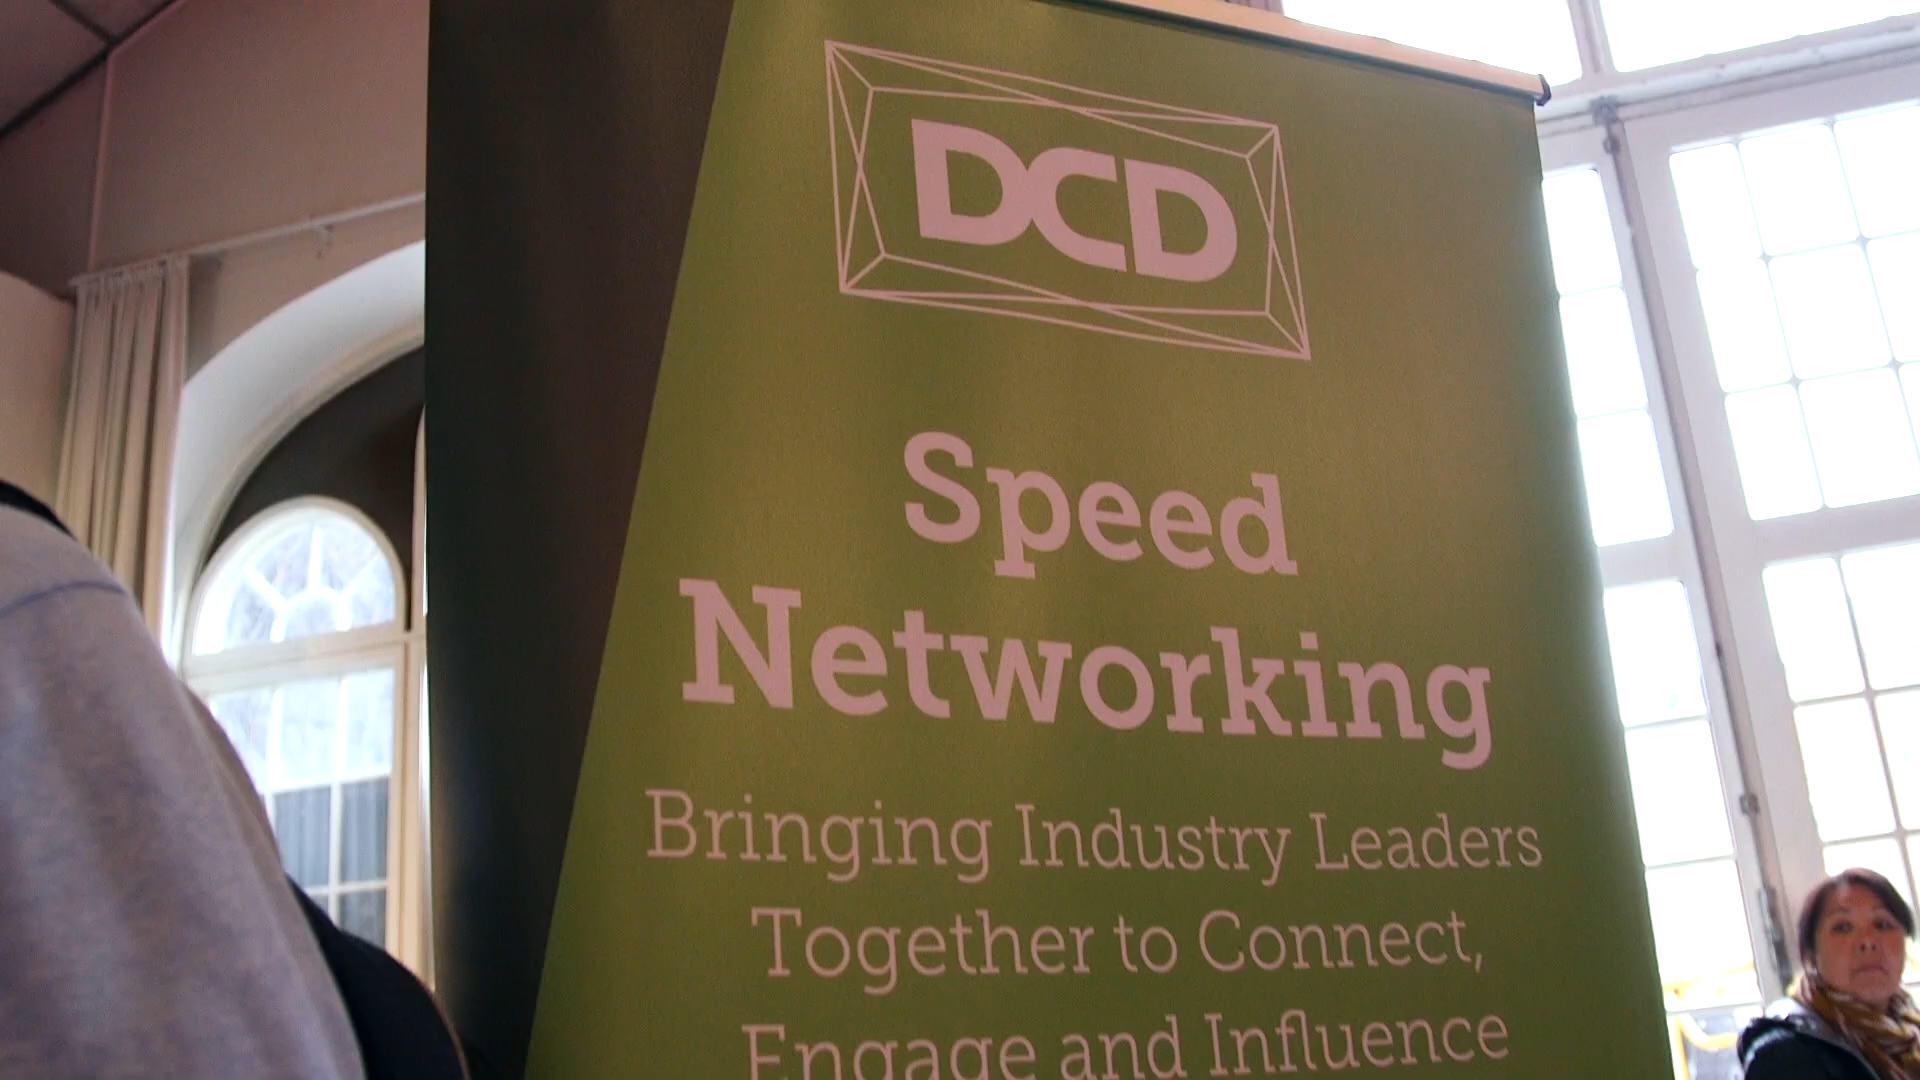 DCD
Speed
Networking
Bringing Industry Leaders
Together to Connect,
Engage and Influence